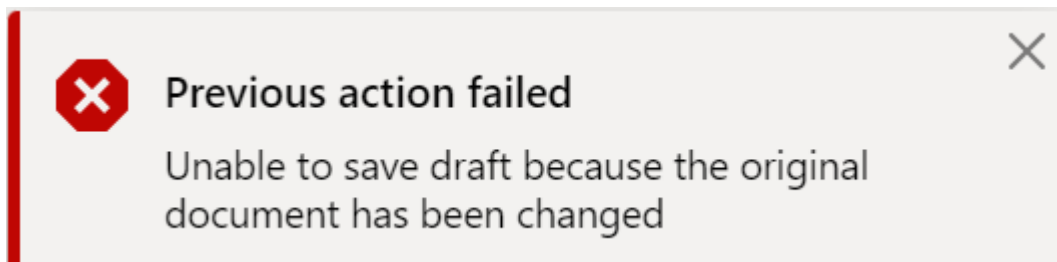 Previous action failed
Unable to save draft because the original
document has been changed